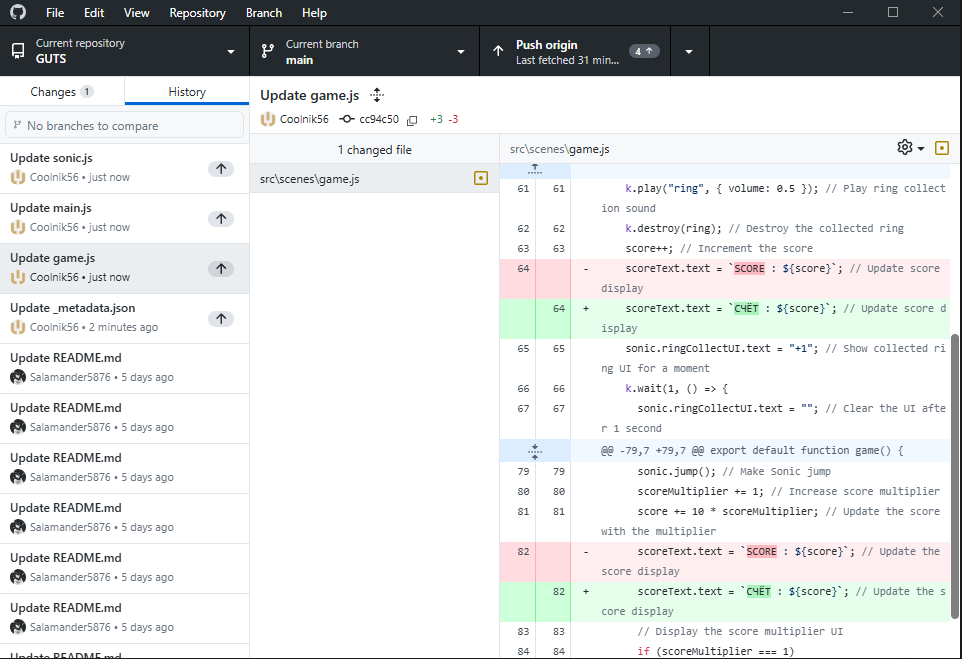 File Edit View Repository Branch Help
Current repository
GUTS
Current branch
main
Push origin
Last fetched 31 min...
4
Changes 1
History
No branches to compare
Update sonic.js
Coolnik56 • just now
Update main.js
Coolnik56 • just now
Update game.js
Coolnik56 • just now
Update _metadata.json
Coolnik56 • 2 minutes ago
Update README.md
Salamander5876 • 5 days ago
Update README.md
Salamander5876 • 5 days ago
Update README.md
Salamander5876 • 5 days ago
Update README.md
Salamander5876 • 5 days ago
Update README.md
Salamander5876 • 5 days ago
Update README.md
Salamander5876 • 5 days ago
Update README.md
Update game.js
Coolnik56 cc94c50 +3 -3
1 changed file
src\scenes\game.js
src\scenes\game.js
61 61 k.play("ring", { volume: 0.5 }); // Play ring collect
ion sound
62 62 k.destroy(ring); // Destroy the collected ring
63 63 score++; // Increment the score
64 - scoreText.text = `SCORE : ${score}`; // Update score
display
64 + scoreText.text = `СЧЁТ : ${score}`; // Update score d
isplay
65 65 sonic.ringCollectUI.text = "+1"; // Show collected ri
ng UI for a moment
66 66 k.wait(1, () => {
67 67 sonic.ringCollectUI.text = ""; // Clear the UI afte
r 1 second
@@ -79,7 +79,7 @@ export default function game() {
79 79 sonic.jump(); // Make Sonic jump
80 80 scoreMultiplier += 1; // Increase score multiplier
81 81 score += 10 * scoreMultiplier; // Update the score
with the multiplier
82 - scoreText.text = `SCORE : ${score}`; // Update the
score display
82 + scoreText.text = `СЧЁТ : ${score}`; // Update the s
core display
83 83 // Display the score multiplier UI
84 84 if (scoreMultiplier === 1)